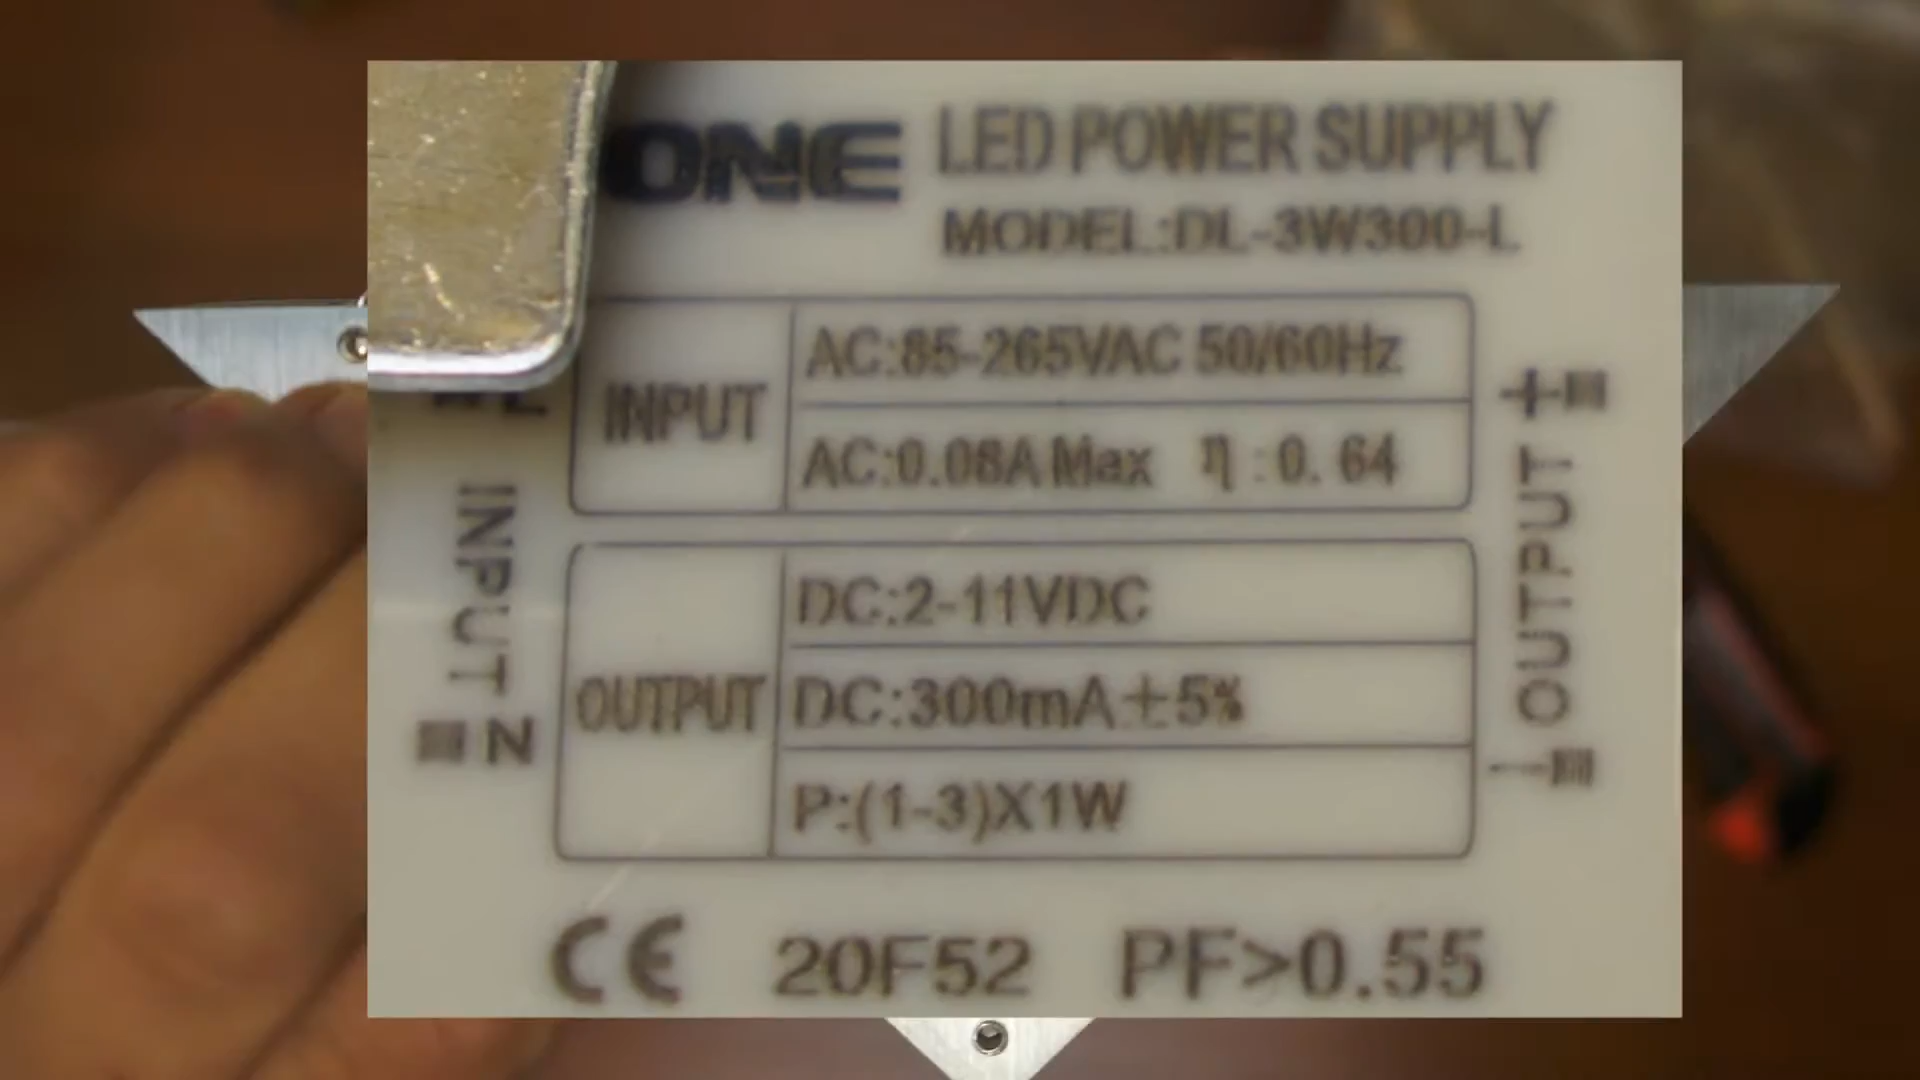 ONE LED POWER SUPPLY
MODEL:DL-3W300-L
INPUT
AC:85-265VAC 50/60Hz
AC:0.08A Max η:0.64
OUTPUT
DC:2-11VDC
DC:300mA±5%
P:(1-3)X1W
INPUT
N
+
OUTPUT
-
CE 20F52 PF>0.55